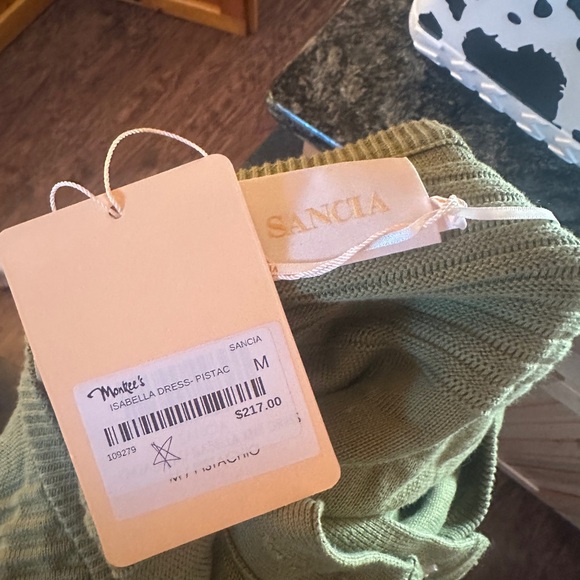 SANCIA
SANCIA
Monkee's
M
ISABELLA DRESS- PISTAC
$217.00
109279
M / PISTACHIO